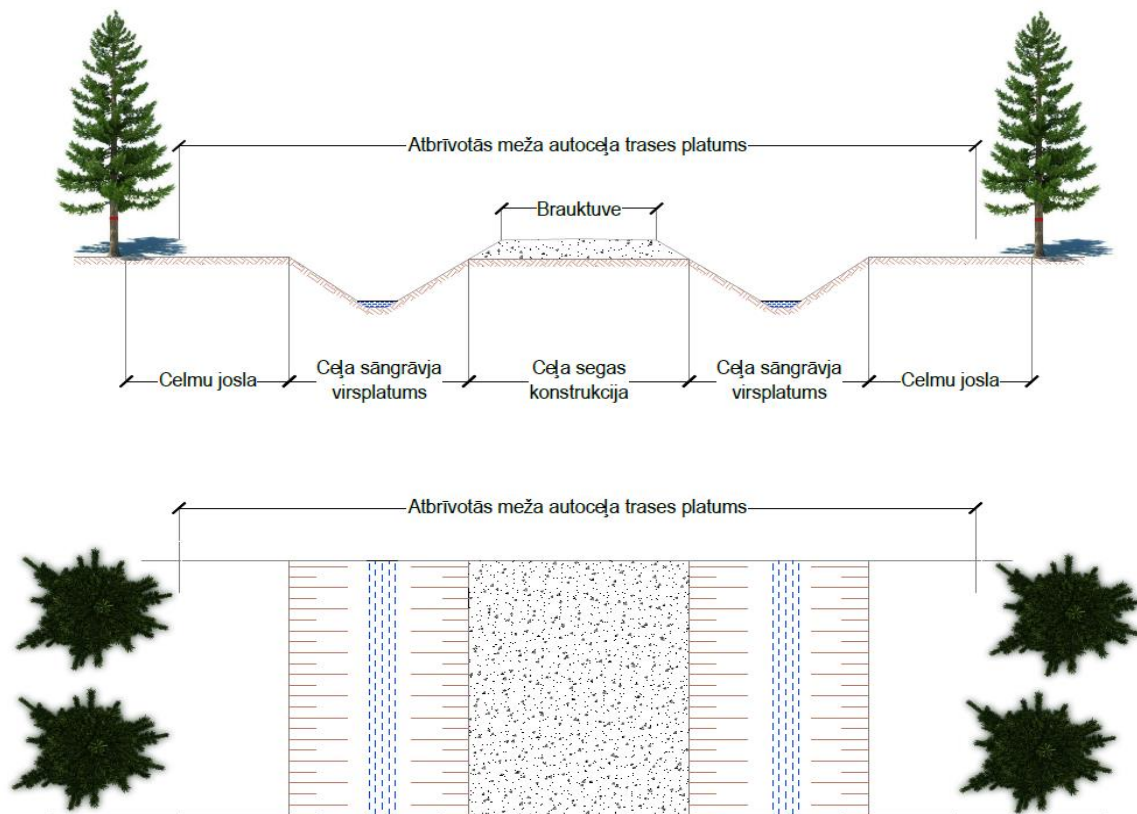 Atbrīvotās meža autoceļa trases platums
Brauktuve
Celmu josla
Ceļa sāngrāvja
virsplatums
Ceļa segas
konstrukcija
Ceļa sāngrāvja
virsplatums
Celmu josla
Atbrīvotās meža autoceļa trases platums